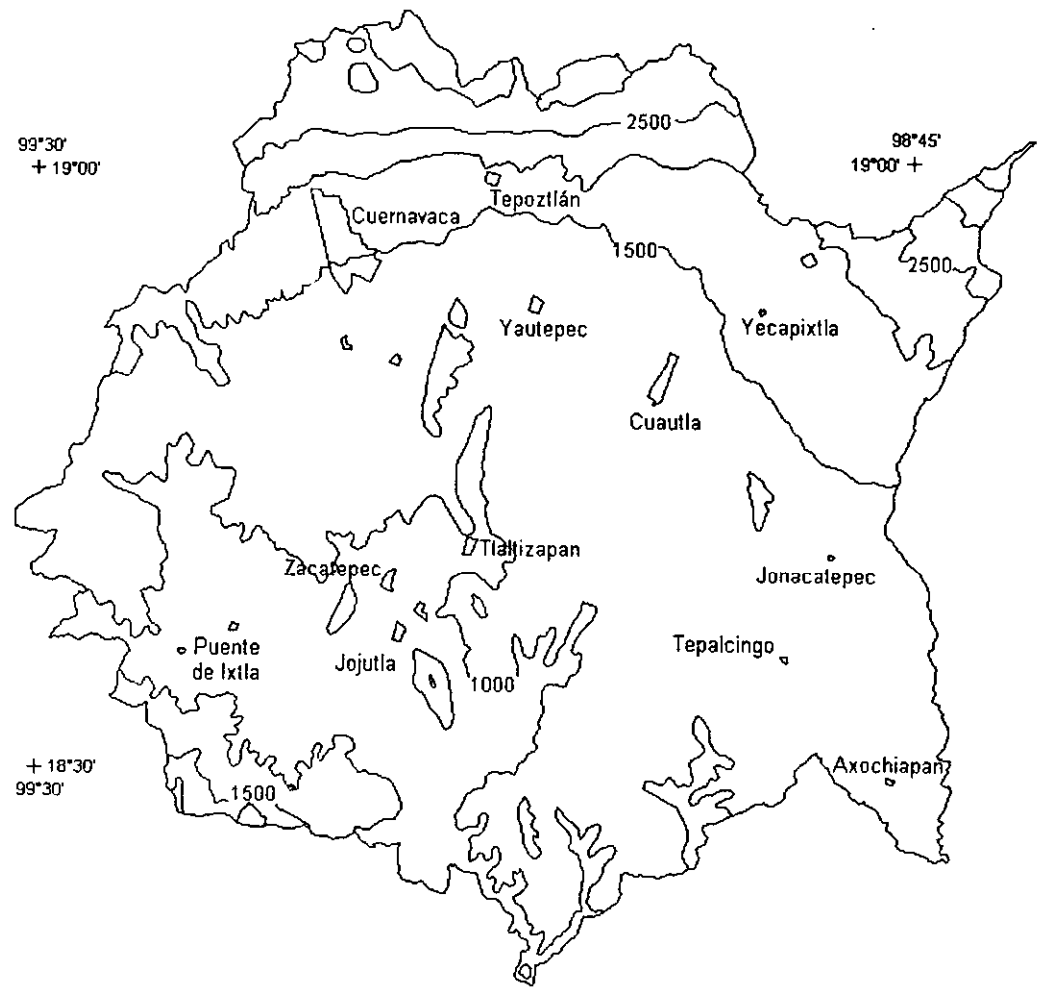 2500
99°30'
98°45'
+ 19°00'
19°00' +
Tepoztlán
Cuernavaca
1500
2500
Yautepec
Yecapixtla
Cuautla
Tlaltizapan
Zacatepec
Jonacatepec
Puente
de Ixtla
Jojutla
Tepalcingo
1000
+ 18°30'
99°30'
Axochiapan
1500